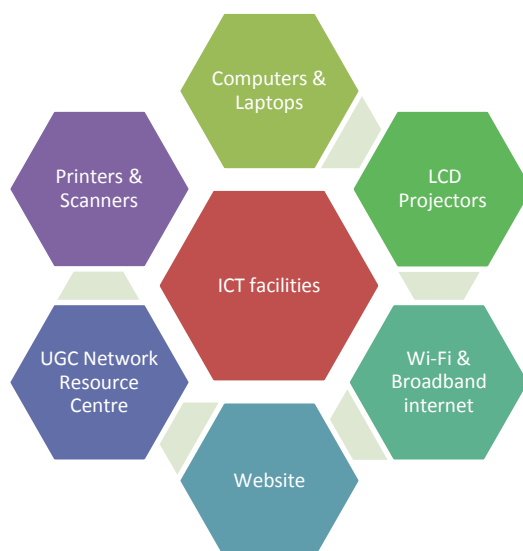 Computers &
Laptops
LCD
Projectors
Wi-Fi &
Broadband
internet
Website
UGC Network
Resource
Centre
Printers &
Scanners
ICT facilities